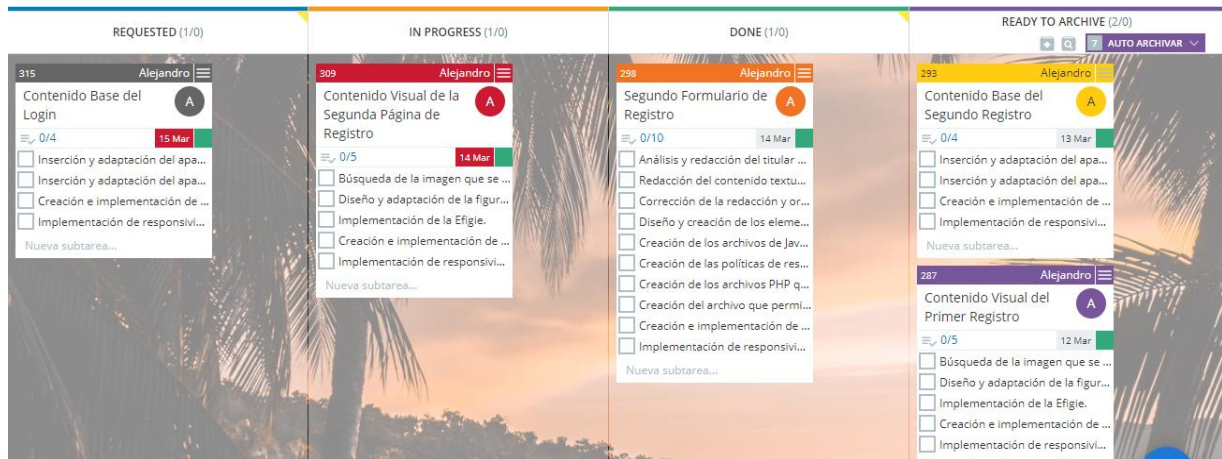 REQUESTED (1/0)
315 Alejandro
Contenido Base del
Login
A
0/4 15 Mar
Inserción y adaptación del apa...
Inserción y adaptación del apa...
Creación e implementación de ...
Implementación de responsivi...
Nueva subtarea...
IN PROGRESS (1/0)
309 Alejandro
Contenido Visual de la
Segunda Página de
Registro
A
0/5 14 Mar
Búsqueda de la imagen que se ...
Diseño y adaptación de la figur...
Implementación de la Efigie.
Creación e implementación de ...
Implementación de responsivi...
Nueva subtarea...
DONE (1/0)
298 Alejandro
Segundo Formulario de
Registro
A
0/10 14 Mar
Análisis y redacción del titular ...
Redacción del contenido textu...
Corrección de la redacción y or...
Diseño y creación de los eleme...
Creación de los archivos de Jav...
Creación de las políticas de res...
Creación de los archivos PHP q...
Creación del archivo que permi...
Creación e implementación de ...
Implementación de responsivi...
Nueva subtarea...
READY TO ARCHIVE (2/0)
7 AUTO ARCHIVAR
293 Alejandro
Contenido Base del
Segundo Registro
A
0/4 13 Mar
Inserción y adaptación del apa...
Inserción y adaptación del apa...
Creación e implementación de ...
Implementación de responsivi...
Nueva subtarea...
287 Alejandro
Contenido Visual del
Primer Registro
A
0/5 12 Mar
Búsqueda de la imagen que se ...
Diseño y adaptación de la figur...
Implementación de la Efigie.
Creación e implementación de ...
Implementación de responsivi...